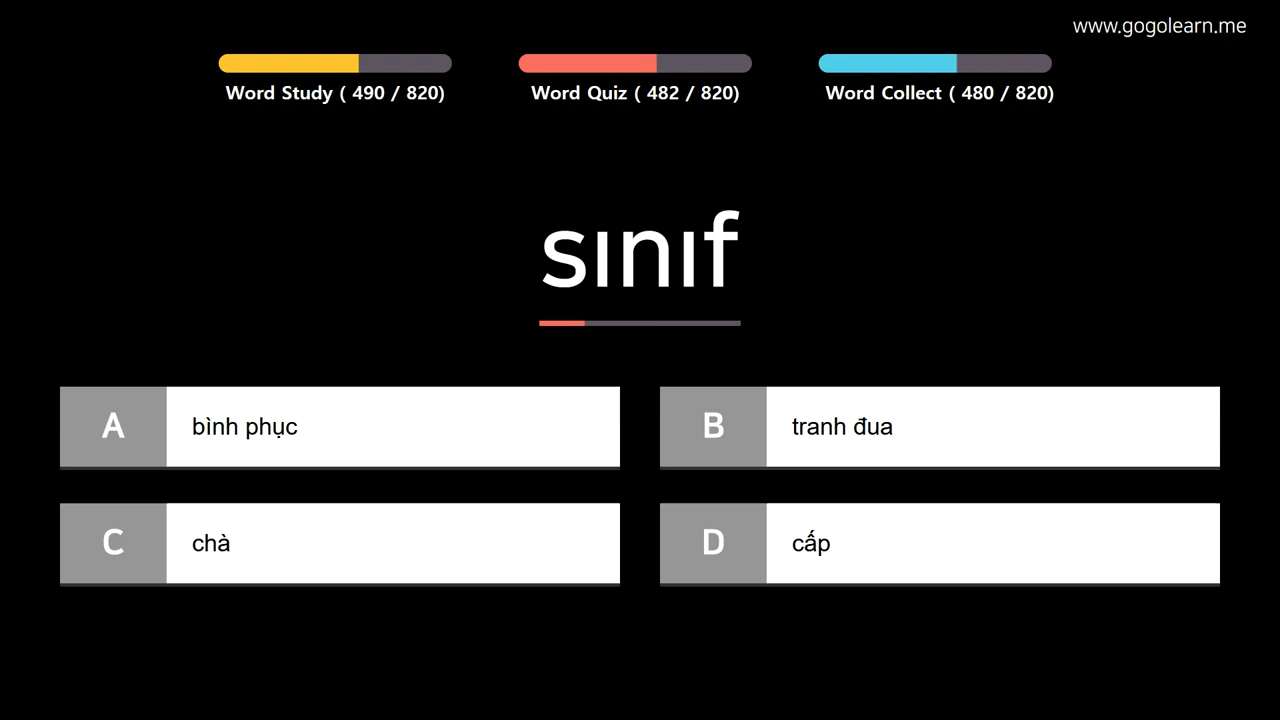 www.gogolearn.me
Word Study ( 490 / 820)
Word Quiz ( 482 / 820)
Word Collect ( 480 / 820)
sınıf
A bình phục
B tranh đua
C chà
D cấp